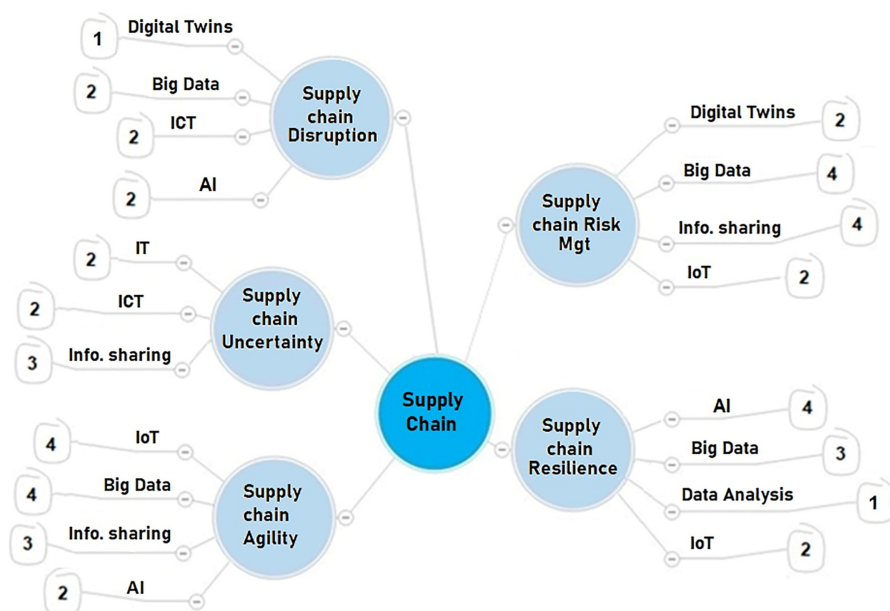 1
Digital Twins
2
Big Data
2
ICT
2
AI
Supply
chain
Disruption
2
IT
2
ICT
3
Info. sharing
Supply
chain
Uncertainty
4
IoT
4
Big Data
3
Info. sharing
2
AI
Supply
chain
Agility
Supply
Chain
Supply
chain Risk
Mgt
Digital Twins
2
Big Data
4
Info. sharing
4
IoT
2
Supply
chain
Resilience
AI
4
Big Data
3
Data Analysis
1
IoT
2